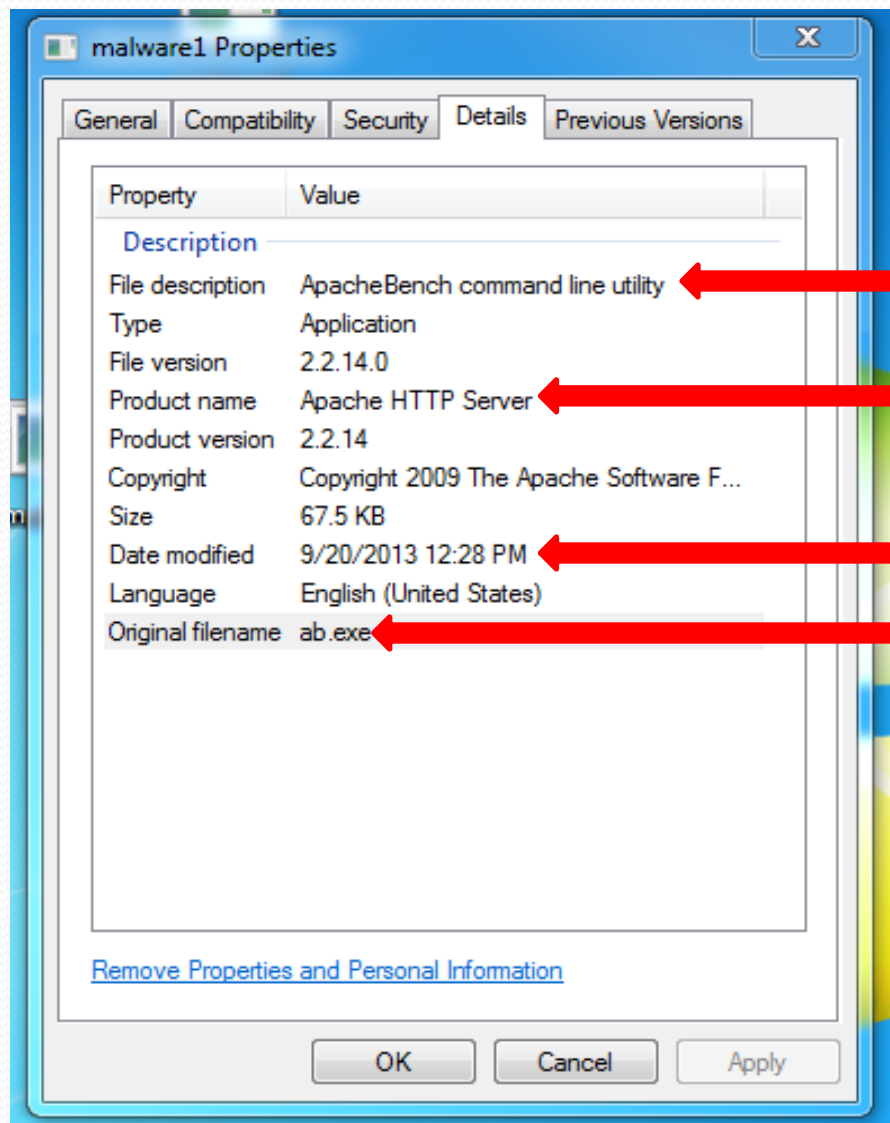 malware1 Properties
General Compatibility Security Details Previous Versions
Property Value
Description
File description ApacheBench command line utility
Type Application
File version 2.2.14.0
Product name Apache HTTP Server
Product version 2.2.14
Copyright Copyright 2009 The Apache Software F...
Size 67.5 KB
Date modified 9/20/2013 12:28 PM
Language English (United States)
Original filename ab.exe
Remove Properties and Personal Information
OK Cancel Apply